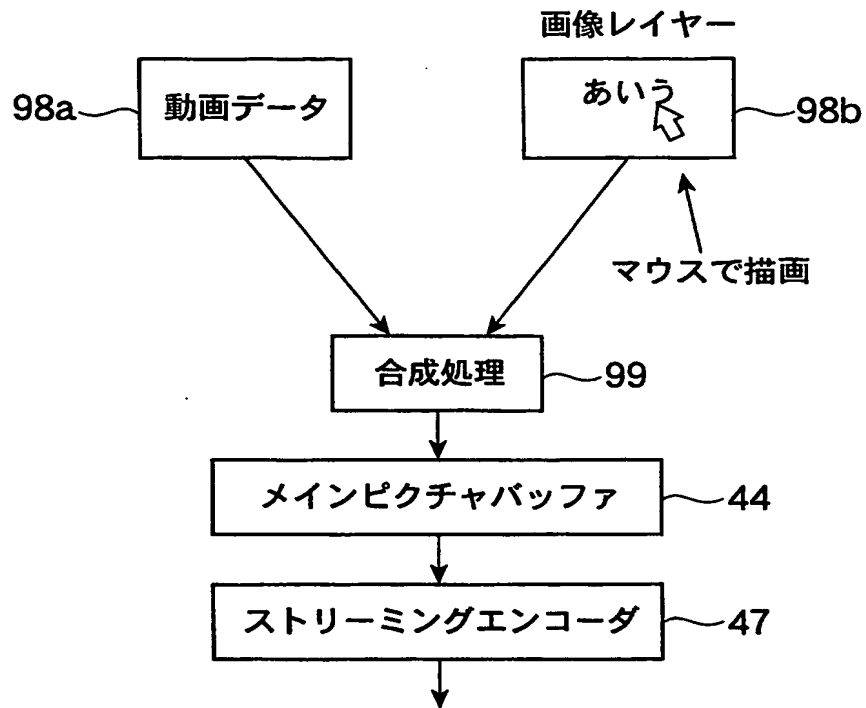 画像レイヤー
98a
動画データ
あいう
98b
マウスで描画
合成処理
99
メインピクチャバッファ
44
ストリーミングエンコーダ
47